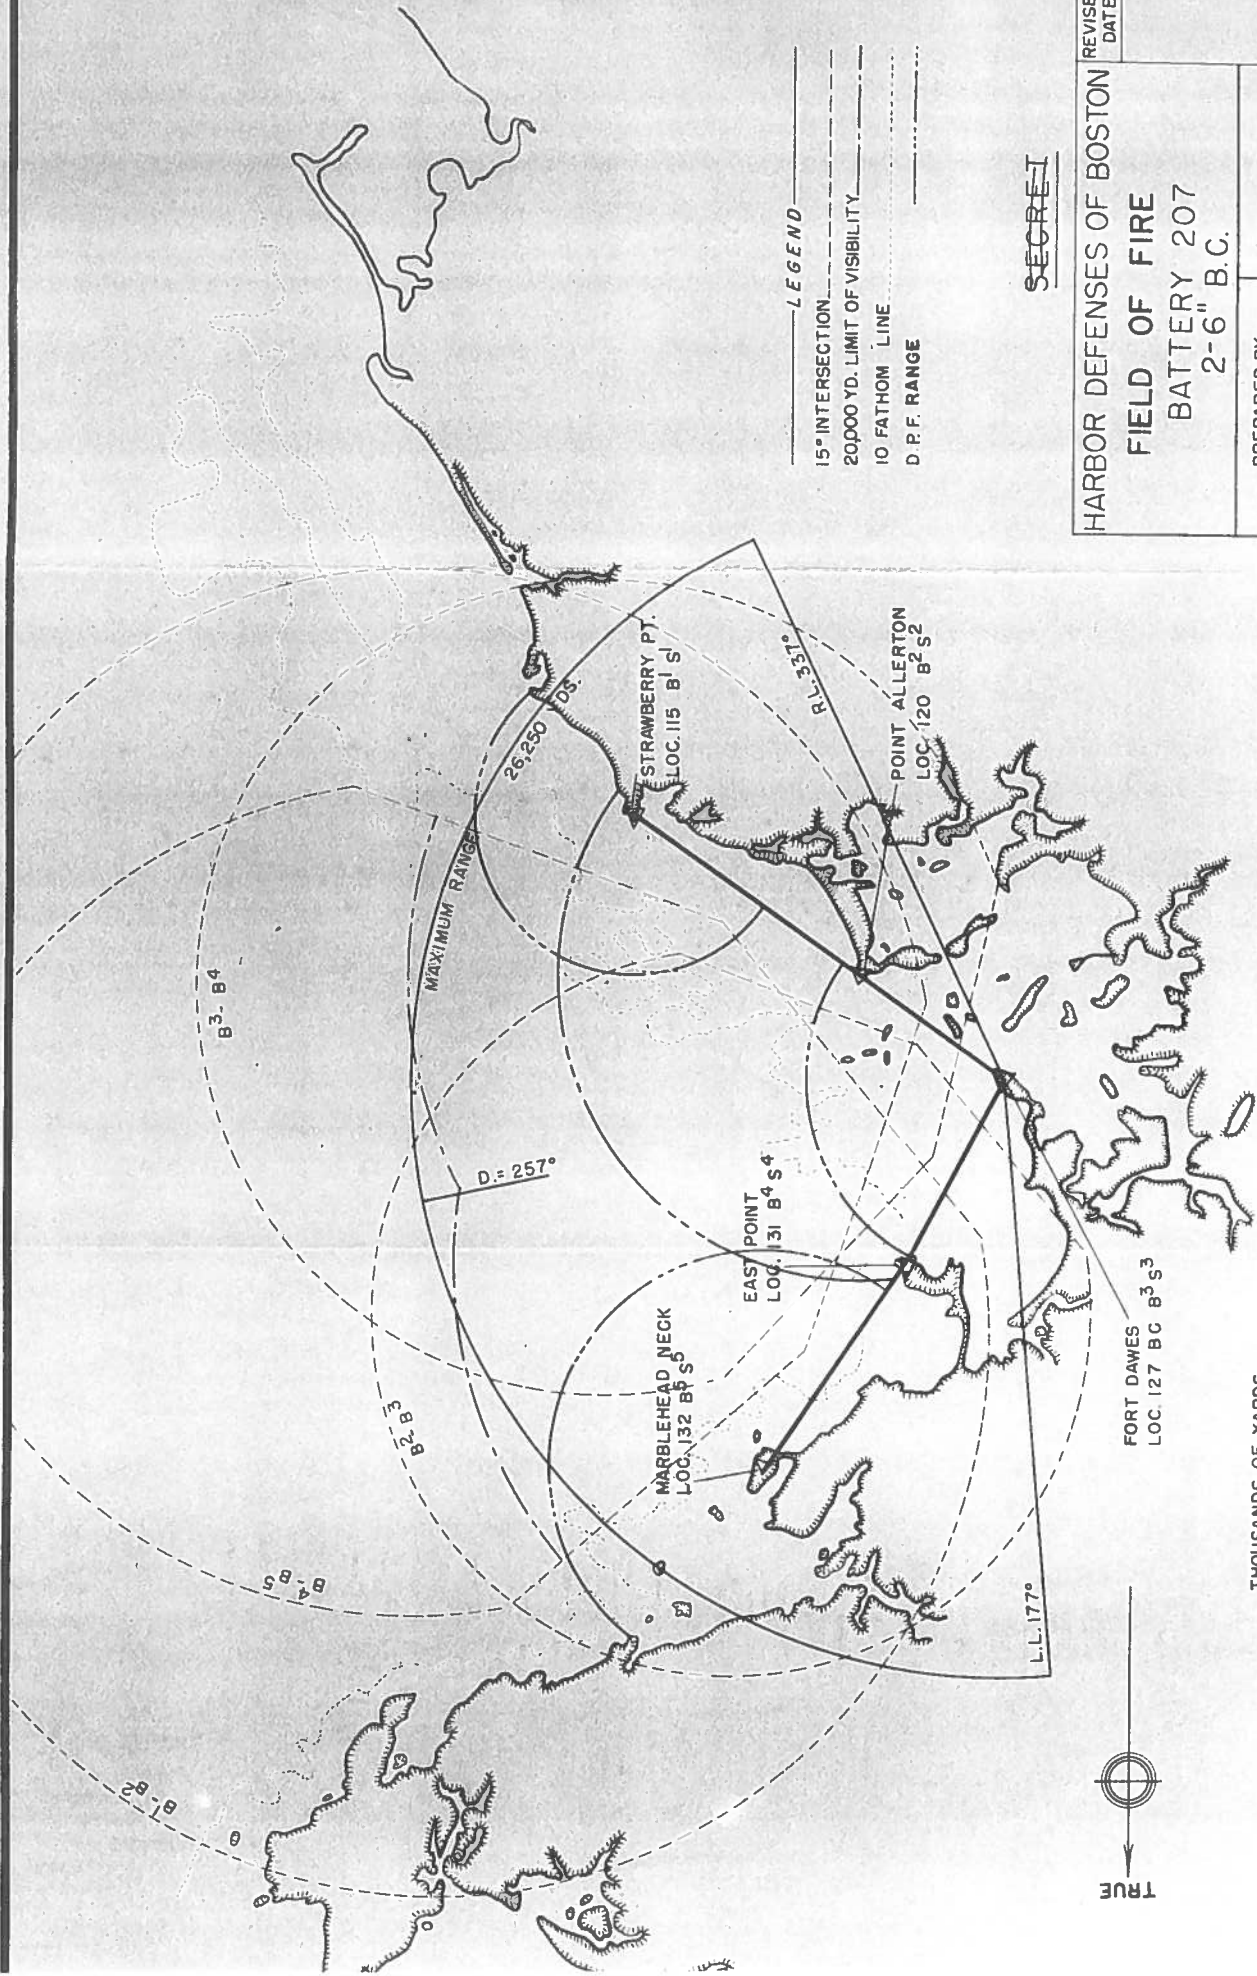 LEGEND
15° INTERSECTION
20,000 YD. LIMIT OF VISIBILITY
10 FATHOM LINE
D.P.F. RANGE
SECRET
HARBOR DEFENSES OF BOSTON
FIELD OF FIRE
BATTERY 207
2-6" B.C.
REVISE
DATE
PREPARED BY
B³-B⁴
B²-B³
B⁴-B⁵
B¹-B²
MAXIMUM RANGE
26,250 YDS.
D.= 257°
STRAWBERRY PT.
LOC. 115 B¹ S¹
R.L. 337°
POINT ALLERTON
LOC. 120 B² S²
EAST POINT
LOC. 131 B⁴ S⁴
MARBLEHEAD NECK
LOC. 132 B⁵ S⁵
FORT DAWES
LOC. 127 BC B³ S³
L.L. 177°
TRUE
THOUSANDS OF YARDS